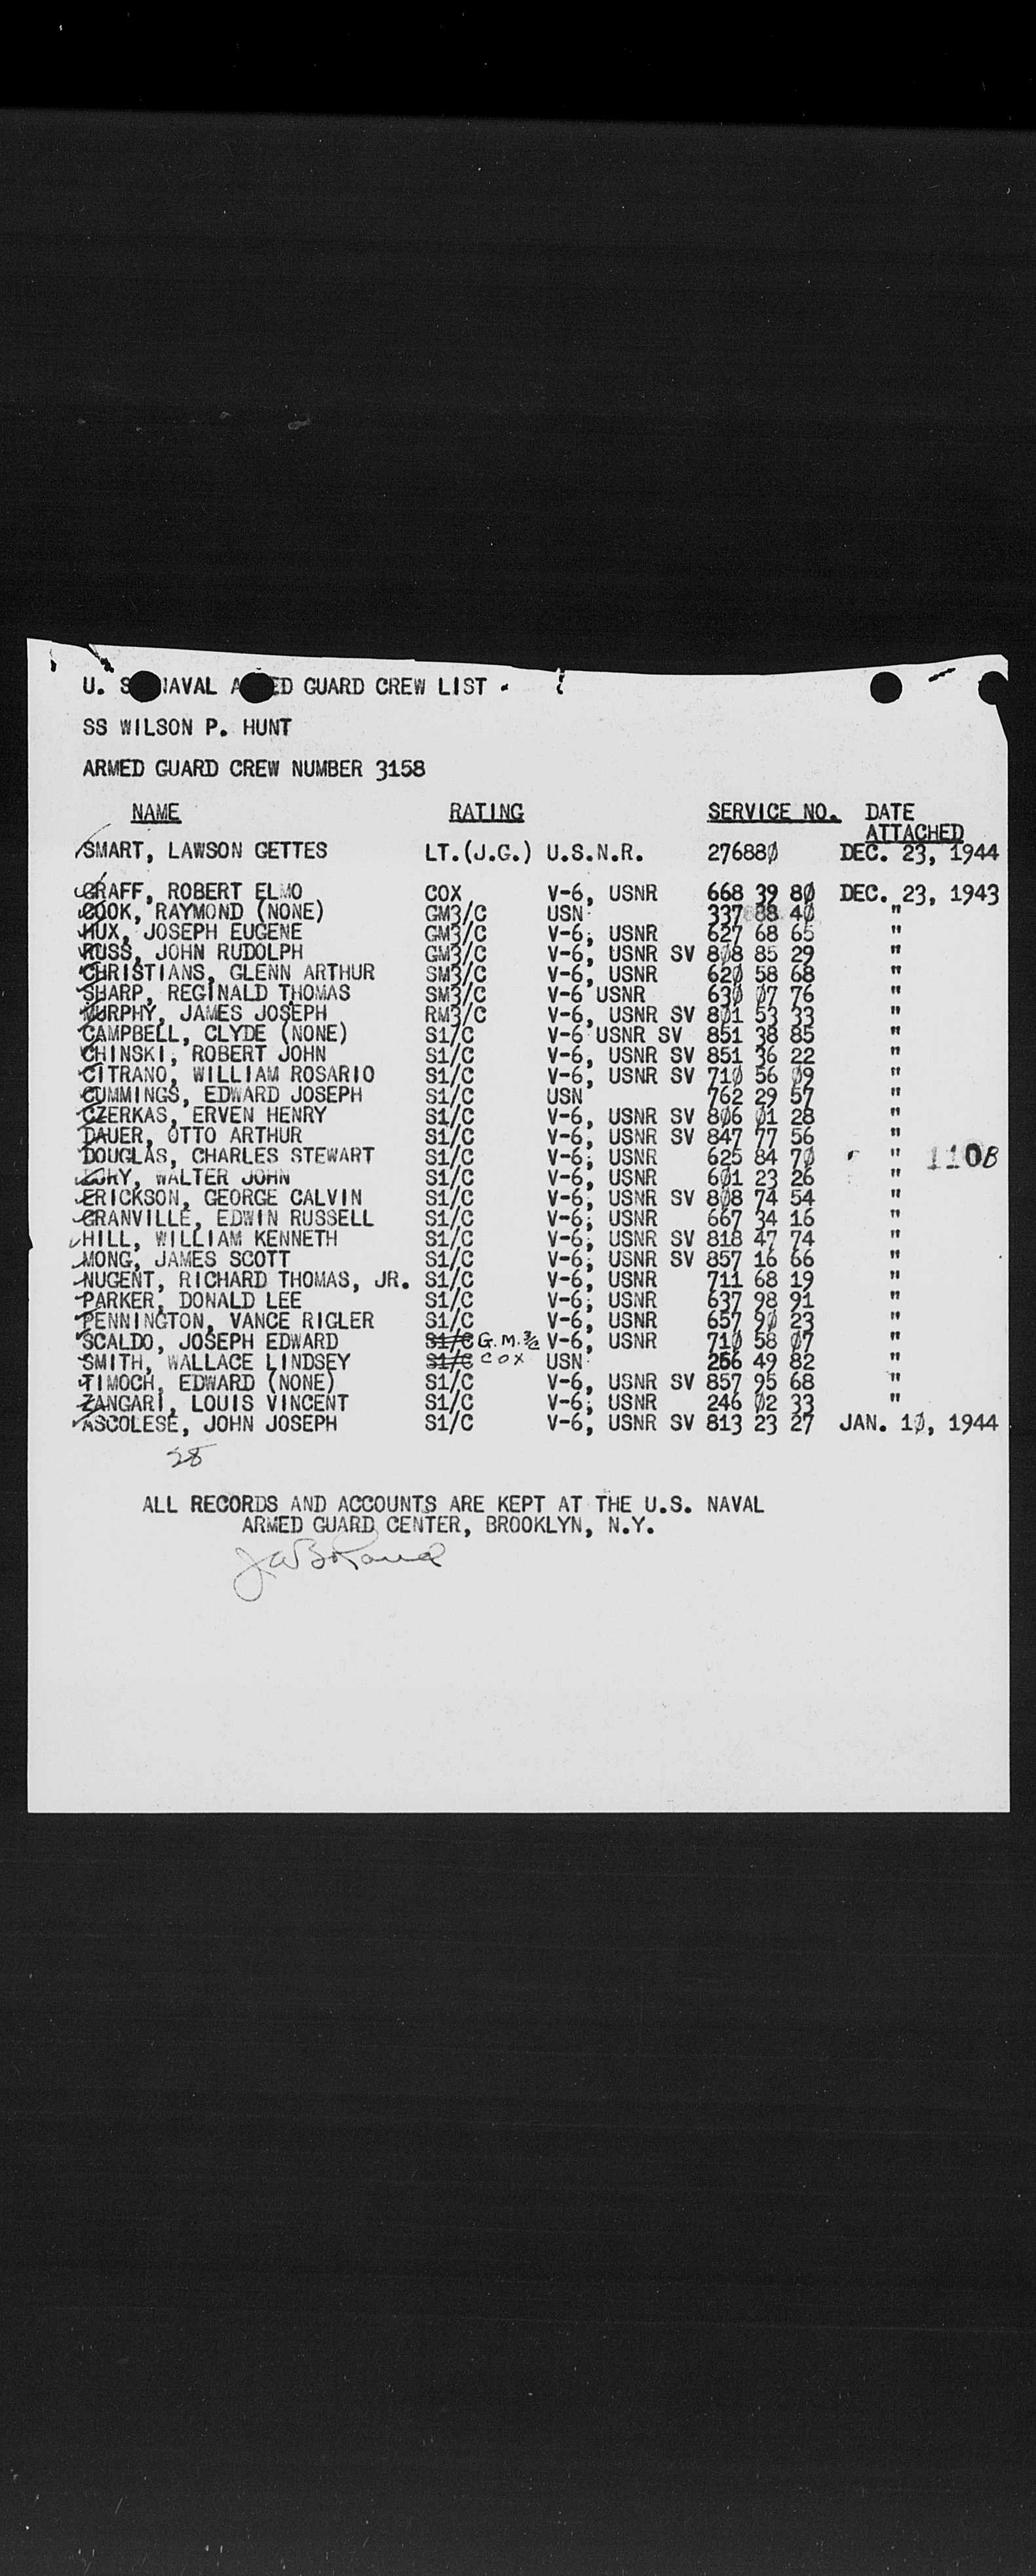 U. S. NAVAL ARMED GUARD CREW LIST
SS WILSON P. HUNT
ARMED GUARD CREW NUMBER 3158
NAME RATING SERVICE NO. DATE ATTACHED
SMART, LAWSON GETTES LT.(J.G.) U.S.N.R. 276880 DEC. 23, 1944
GRAFF, ROBERT ELMO COX V-6, USNR 668 39 80 DEC. 23, 1943
COOK, RAYMOND (NONE) GM3/C USN 337 88 40 "
HUX, JOSEPH EUGENE GM3/C V-6, USNR 627 68 65 "
RUSS, JOHN RUDOLPH GM3/C V-6, USNR SV 808 85 29 "
CHRISTIANS, GLENN ARTHUR SM3/C V-6, USNR 620 58 68 "
SHARP, REGINALD THOMAS SM3/C V-6 USNR 630 07 76 "
MURPHY, JAMES JOSEPH RM3/C V-6, USNR SV 801 53 33 "
CAMPBELL, CLYDE (NONE) S1/C V-6 USNR SV 851 38 85 "
CHINSKI, ROBERT JOHN S1/C V-6, USNR SV 851 36 22 "
CITRANO, WILLIAM ROSARIO S1/C V-6, USNR SV 710 56 09 "
CUMMINGS, EDWARD JOSEPH S1/C USN 762 29 57 "
CZERKAS, ERVEN HENRY S1/C V-6, USNR SV 806 01 28 "
DAUER, OTTO ARTHUR S1/C V-6, USNR SV 847 77 56 "
DOUGLAS, CHARLES STEWART S1/C V-6, USNR 625 84 70 " 110B
WALTER JOHN S1/C V-6, USNR 601 23 26 "
ERICKSON, GEORGE CALVIN S1/C V-6, USNR SV 808 74 54 "
GRANVILLE, EDWIN RUSSELL S1/C V-6, USNR 667 34 16 "
HILL, WILLIAM KENNETH S1/C V-6, USNR SV 818 47 74 "
MONG, JAMES SCOTT S1/C V-6, USNR SV 857 16 66 "
NUGENT, RICHARD THOMAS, JR. S1/C V-6, USNR 711 68 19 "
PARKER, DONALD LEE S1/C V-6, USNR 637 98 91 "
PENNINGTON, VANCE RIGLER S1/C V-6, USNR 657 90 23 "
SCALDO, JOSEPH EDWARD S1/C G.M. 3/c V-6, USNR 710 58 07 "
SMITH, WALLACE LINDSEY S1/C COX USN 266 49 82 "
TIMOCH, EDWARD (NONE) S1/C V-6, USNR SV 857 95 68 "
ZANGARI, LOUIS VINCENT S1/C V-6, USNR 246 02 33 "
ASCOLESE, JOHN JOSEPH S1/C V-6, USNR SV 813 23 27 JAN. 10, 1944
28
ALL RECORDS AND ACCOUNTS ARE KEPT AT THE U.S. NAVAL
ARMED GUARD CENTER, BROOKLYN, N.Y.